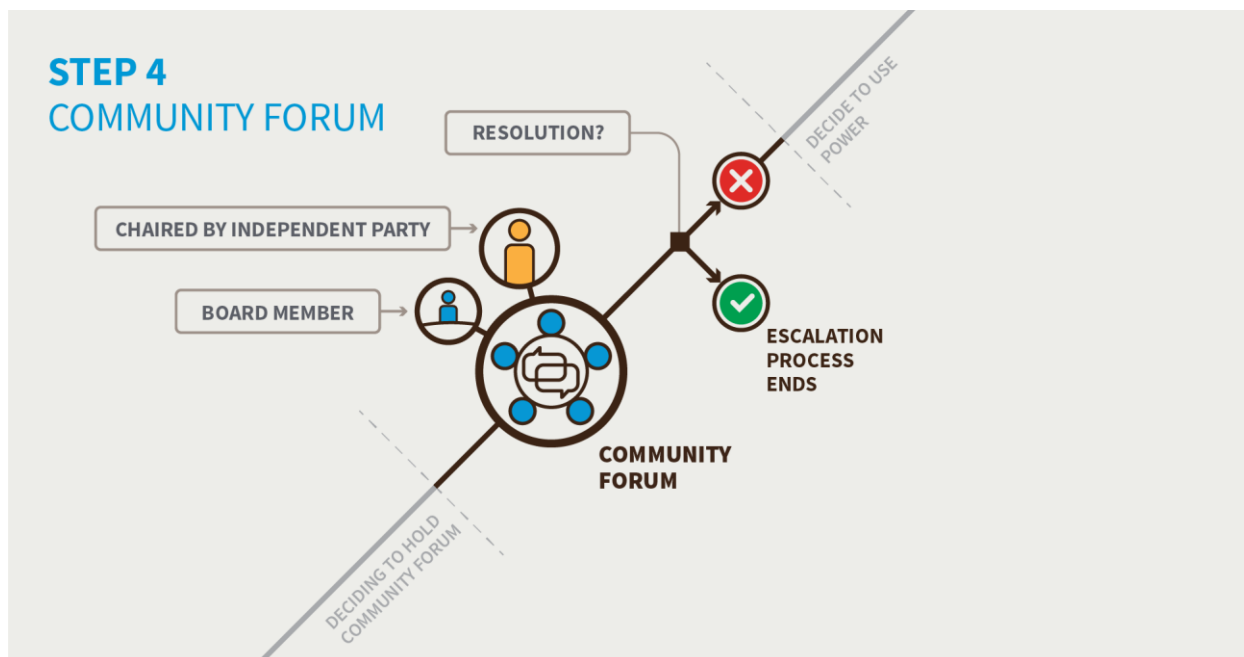 STEP 4
COMMUNITY FORUM
RESOLUTION?
DECIDE TO USE
POWER
CHAIRED BY INDEPENDENT PARTY
BOARD MEMBER
ESCALATION
PROCESS
ENDS
COMMUNITY
FORUM
DECIDING TO HOLD
COMMUNITY FORUM